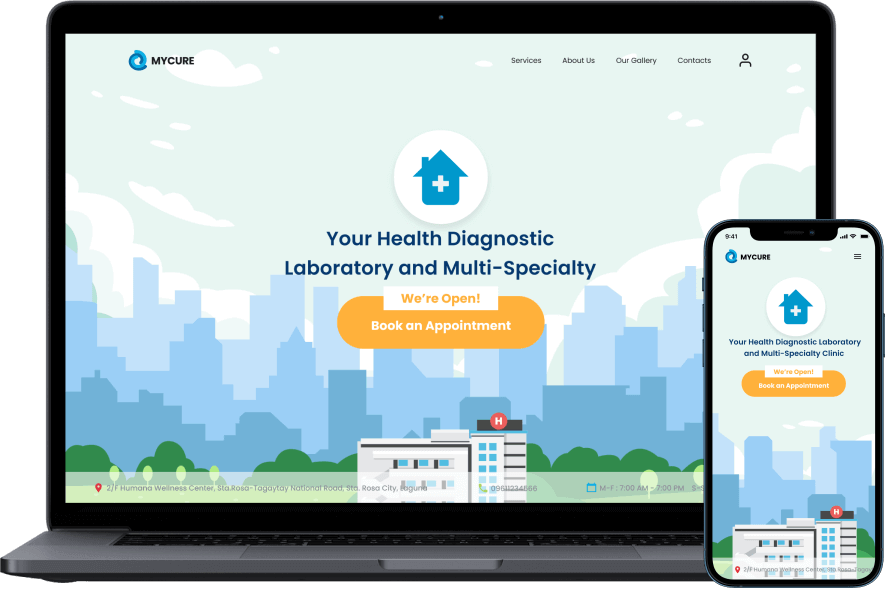 MYCURE
Services About Us Our Gallery Contacts
Your Health Diagnostic
Laboratory and Multi-Specialty
We're Open!
Book an Appointment
H
2/F Humana Wellness Center, Sta.Rosa-Tagaytay National Road, Sta. Rosa City, Laguna
M-F : 7:00 AM - 7:00 PM
9:41
MYCURE
Your Health Diagnostic Laboratory
and Multi-Specialty Clinic
We're Open!
Book an Appointment
H
2/F Humana Wellness Center, Sta.Rosa-Tagayt